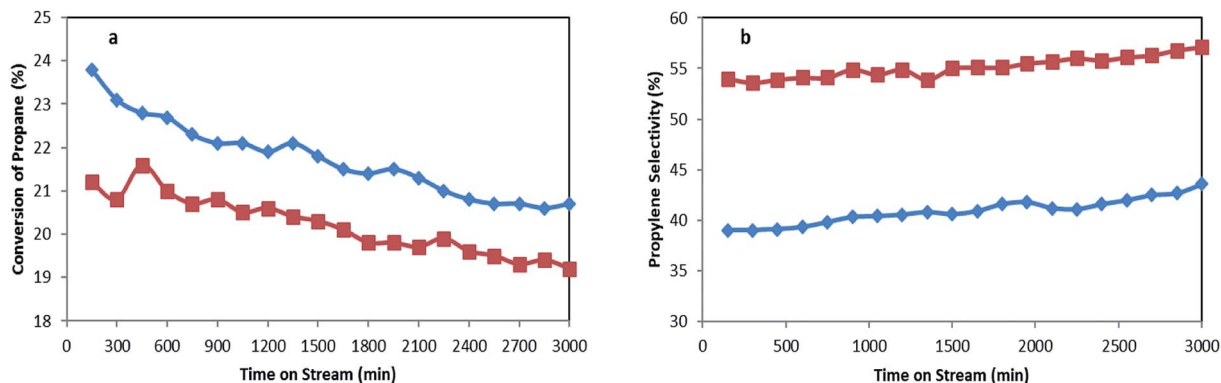 a
Conversion of Propane (%)
25
24
23
22
21
20
19
18
0 300 600 900 1200 1500 1800 2100 2400 2700 3000
Time on Stream (min)
b
Propylene Selectivity (%)
60
55
50
45
40
35
30
0 500 1000 1500 2000 2500 3000
Time on Stream (min)